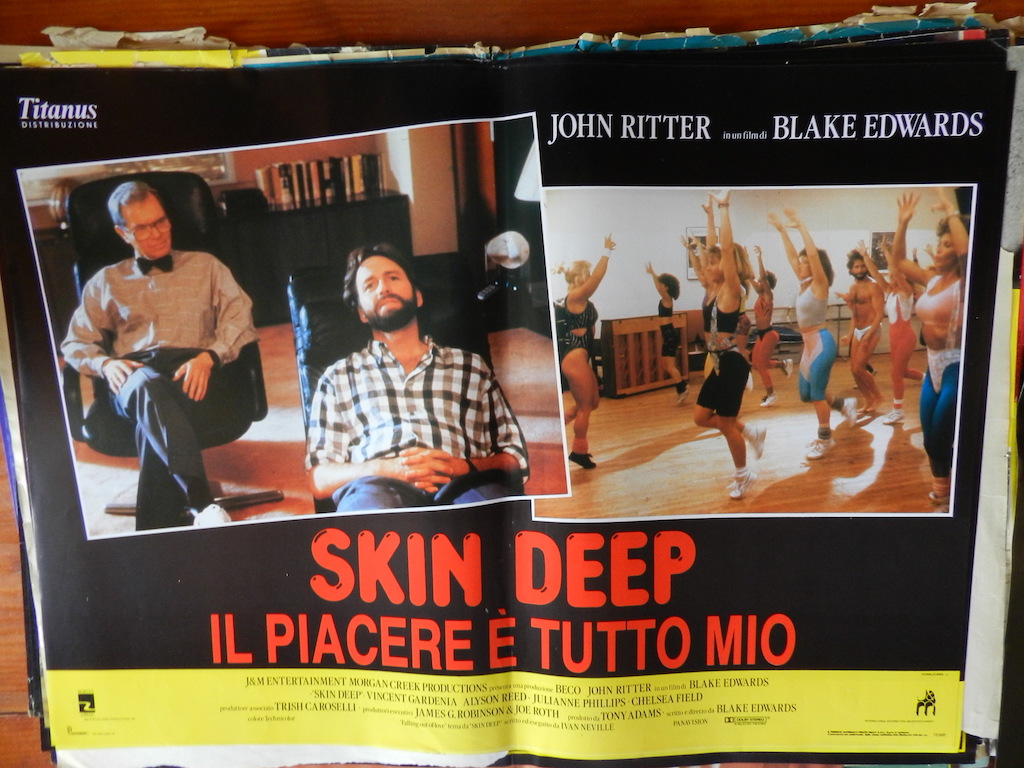 Titanus
DISTRIBUZIONE
JOHN RITTER in un film di BLAKE EDWARDS
SKIN DEEP
IL PIACERE È TUTTO MIO
J&M ENTERTAINMENT MORGAN CREEK PRODUCTIONS presenta una produzione BECO JOHN RITTER in un film di BLAKE EDWARDS
"SKIN DEEP" VINCENT GARDENIA ALYSON REED · JULIANNE PHILLIPS · CHELSEA FIELD
produttore associato TRISH CAROSELLI · produttori esecutivi JAMES G. ROBINSON & JOE ROTH prodotto da TONY ADAMS · scritto e diretto da BLAKE EDWARDS
colore Technicolor "Falling out of love" tema da "SKIN DEEP" scritto ed eseguito da IVAN NEVILLE PANAVISION DOLBY STEREO